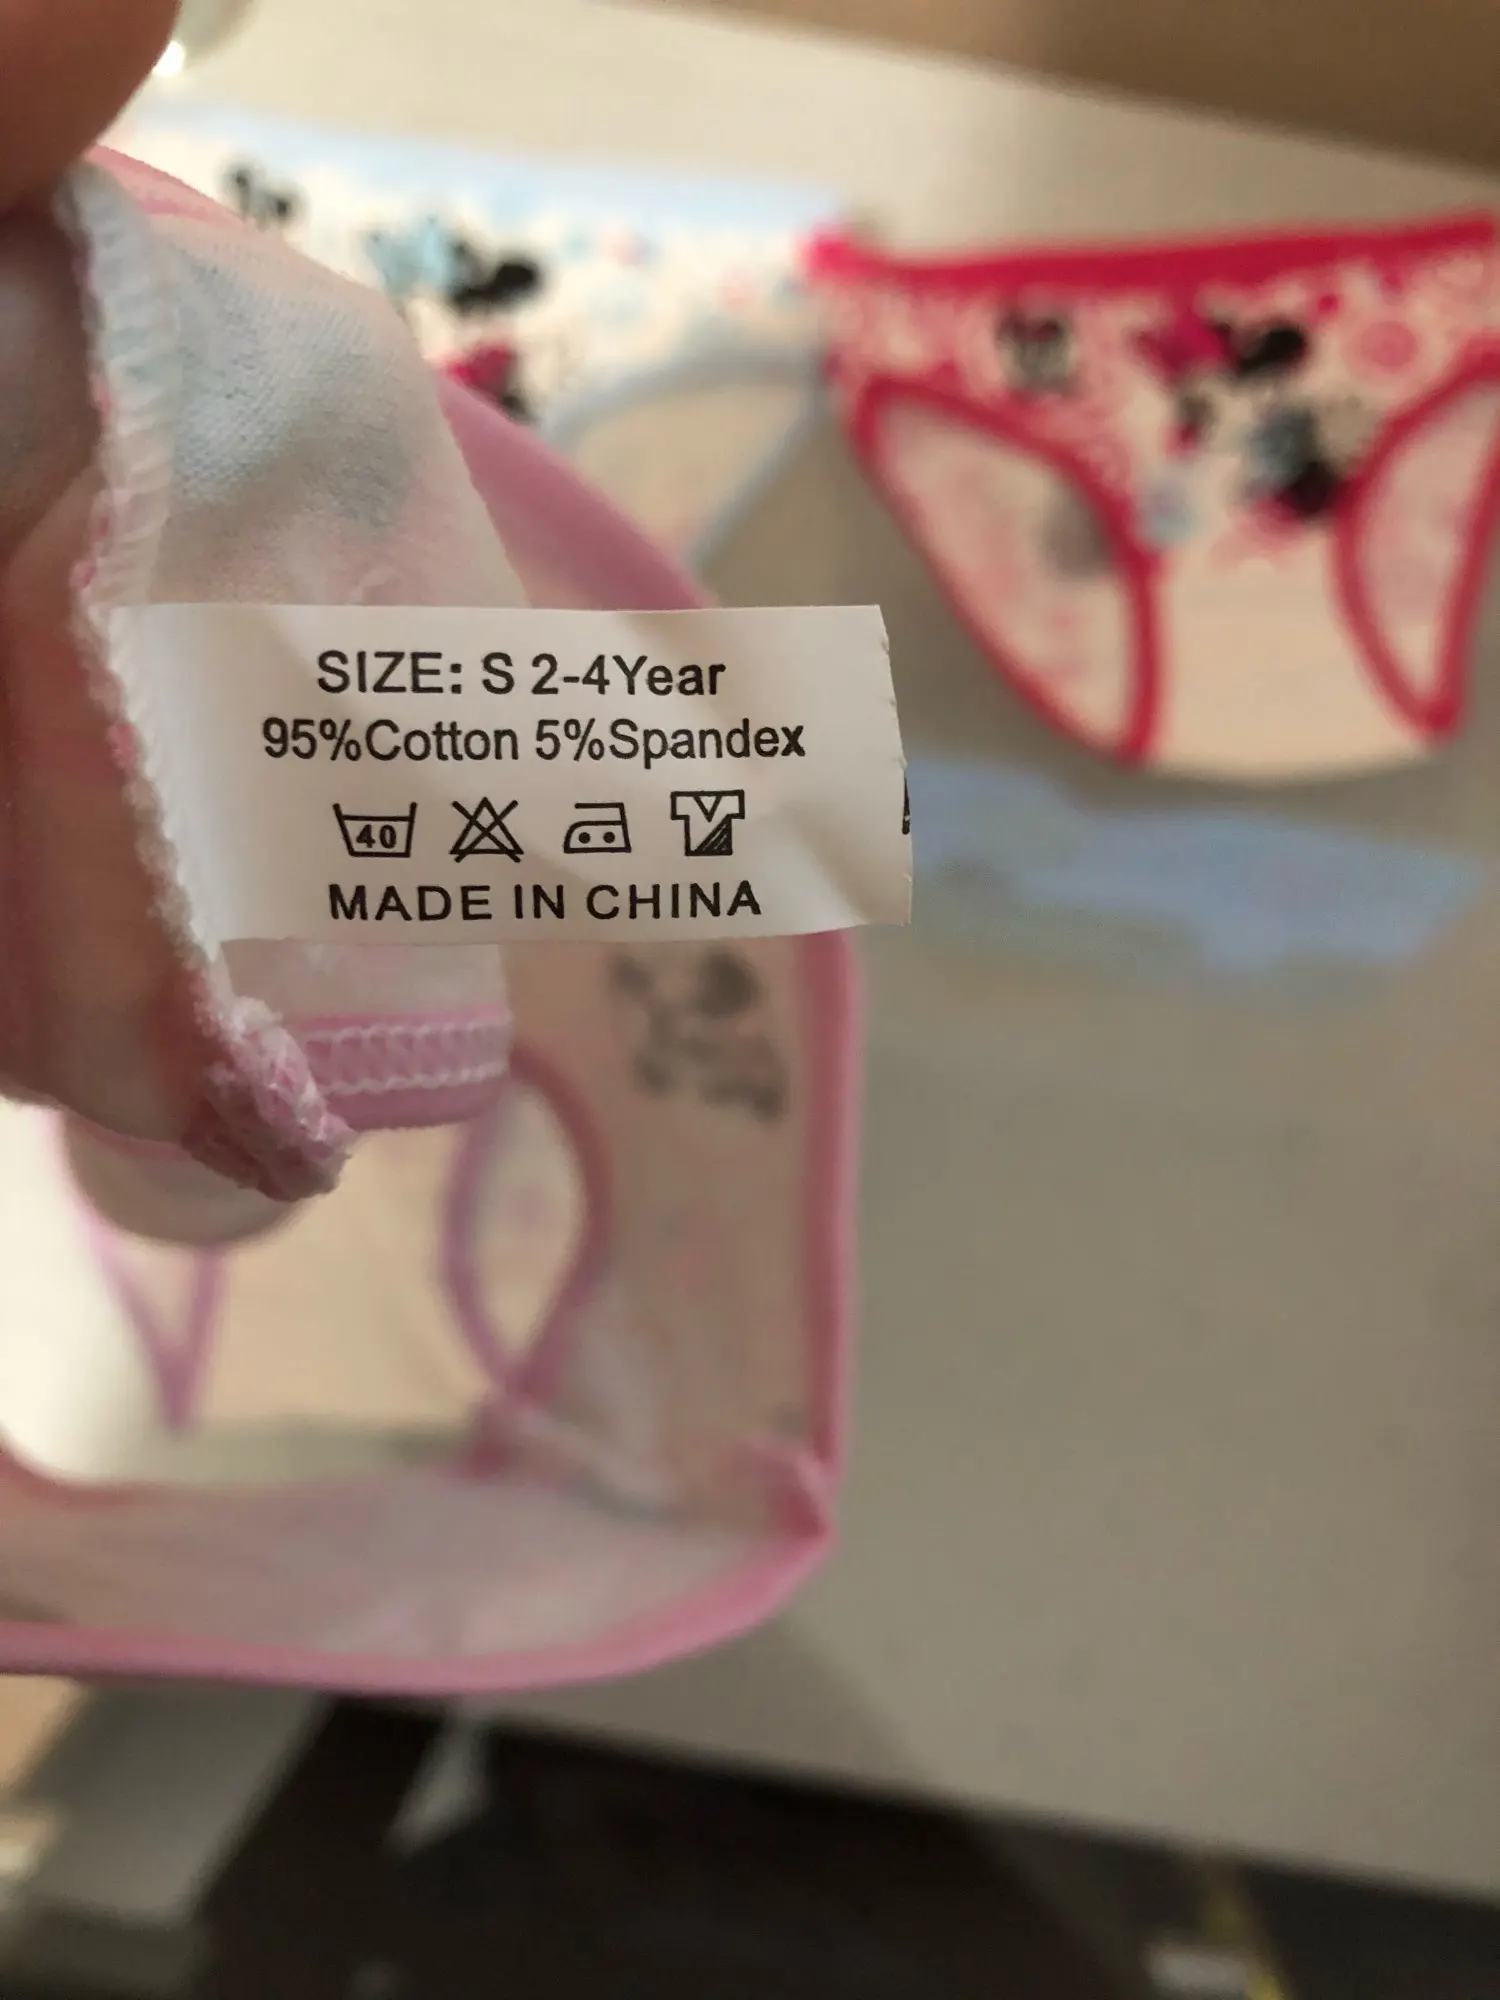 SIZE: S 2-4Year
95%Cotton 5%Spandex
40
MADE IN CHINA